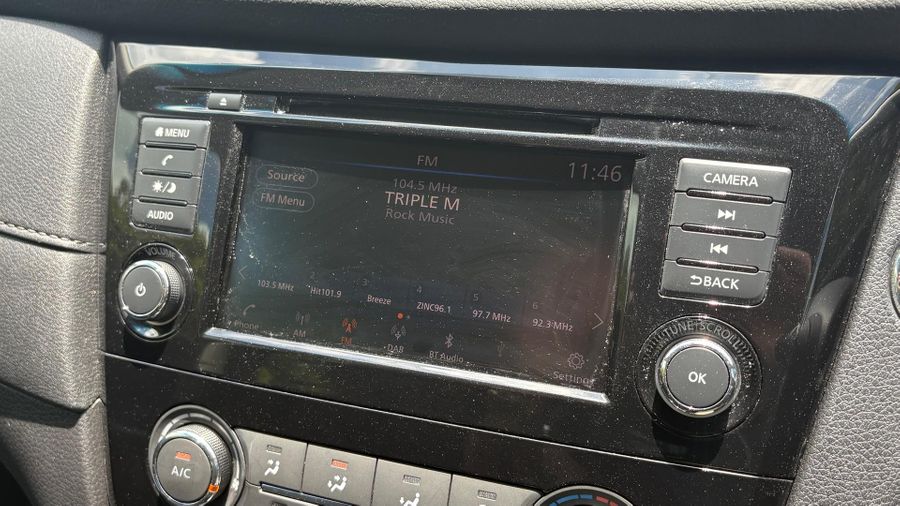 MENU
AUDIO
VOLUME
FM
11:46
Source
FM Menu
104.5 MHz
TRIPLE M
Rock Music
1 2 3 4 5 6
103.5 MHz Hit101.9 Breeze ZINC96.1 97.7 MHz 92.3 MHz
Phone AM FM DAB BT Audio Settings
CAMERA
BACK
TUNE SCROLL
OK
A/C